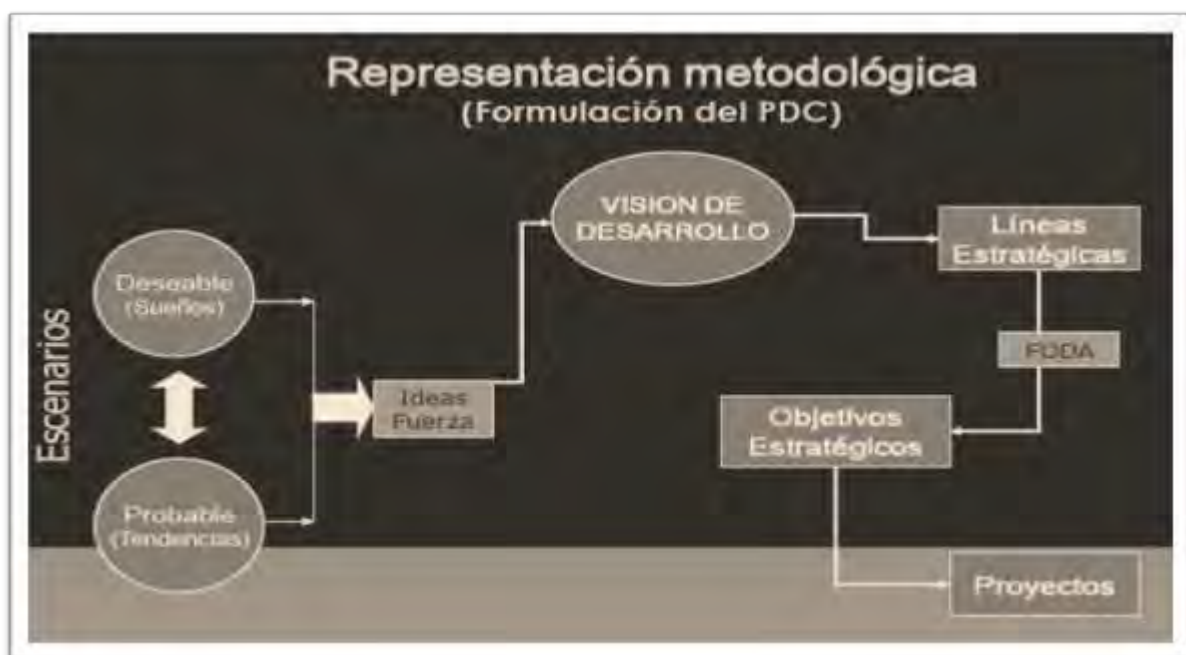 Representación metodológica
(Formulación del PDC)
VISION DE
DESARROLLO
Líneas
Estratégicas
Deseable
(Sueños)
Escenarios
FODA
Ideas
Fuerza
Objetivos
Estratégicos
Probable
(Tendencias)
Proyectos